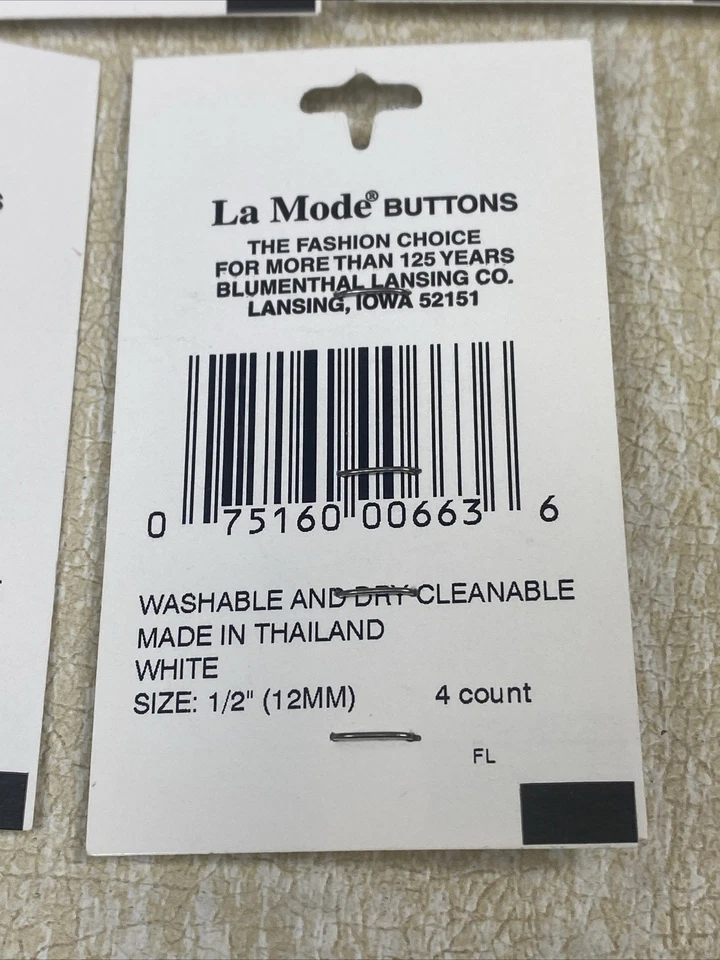 La Mode® BUTTONS
THE FASHION CHOICE
FOR MORE THAN 125 YEARS
BLUMENTHAL LANSING CO.
LANSING, IOWA 52151
0 75160 00663 6
WASHABLE AND DRY CLEANABLE
MADE IN THAILAND
WHITE
SIZE: 1/2" (12MM) 4 count
FL